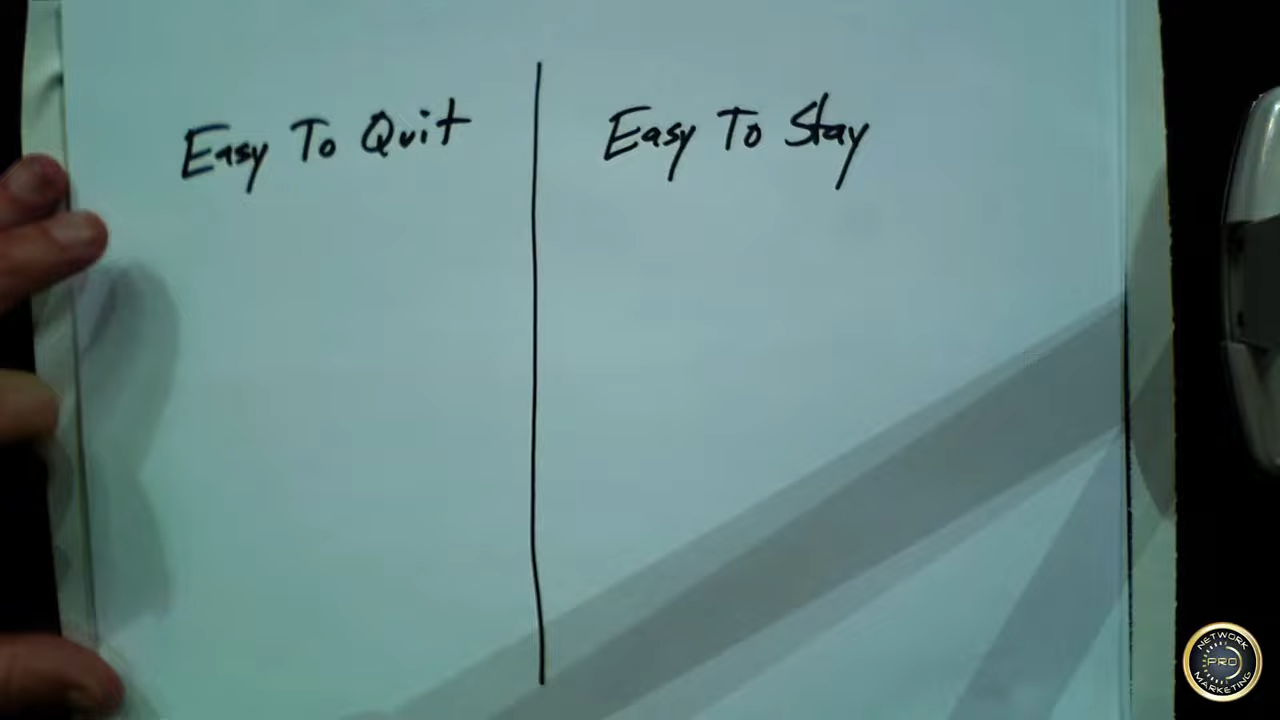 Easy To Quit
Easy To Stay
NETWORK
PRO
MARKETING